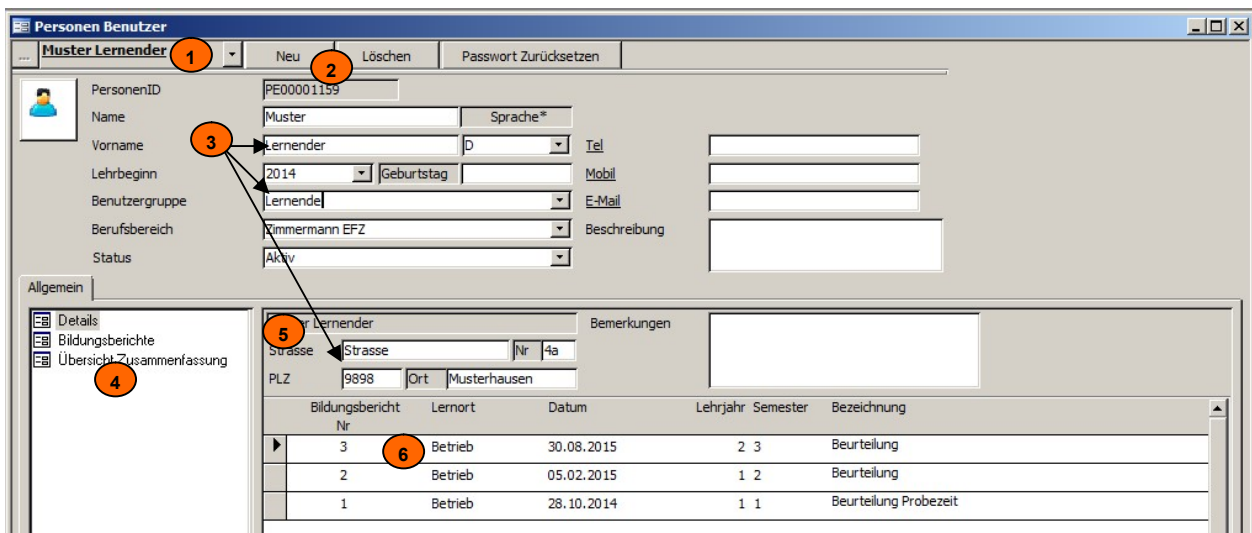 Personen Benutzer
... Muster Lernender 1 Neu 2 Löschen Passwort Zurücksetzen
PersonenID PE00001159
Name Muster Sprache*
Vorname 3 Lernender D Tel
Lehrbeginn 2014 Geburtstag Mobil
Benutzergruppe Lernende E-Mail
Berufsbereich Zimmermann EFZ Beschreibung
Status Aktiv
Allgemein
Details
Bildungsberichte
Übersicht Zusammenfassung
4
5 Lernender Bemerkungen
Strasse Strasse Nr 4a
PLZ 9898 Ort Musterhausen
Bildungsbericht Nr Lernort Datum Lehrjahr Semester Bezeichnung
3 6 Betrieb 30.08.2015 2 3 Beurteilung
2 Betrieb 05.02.2015 1 2 Beurteilung
1 Betrieb 28.10.2014 1 1 Beurteilung Probezeit